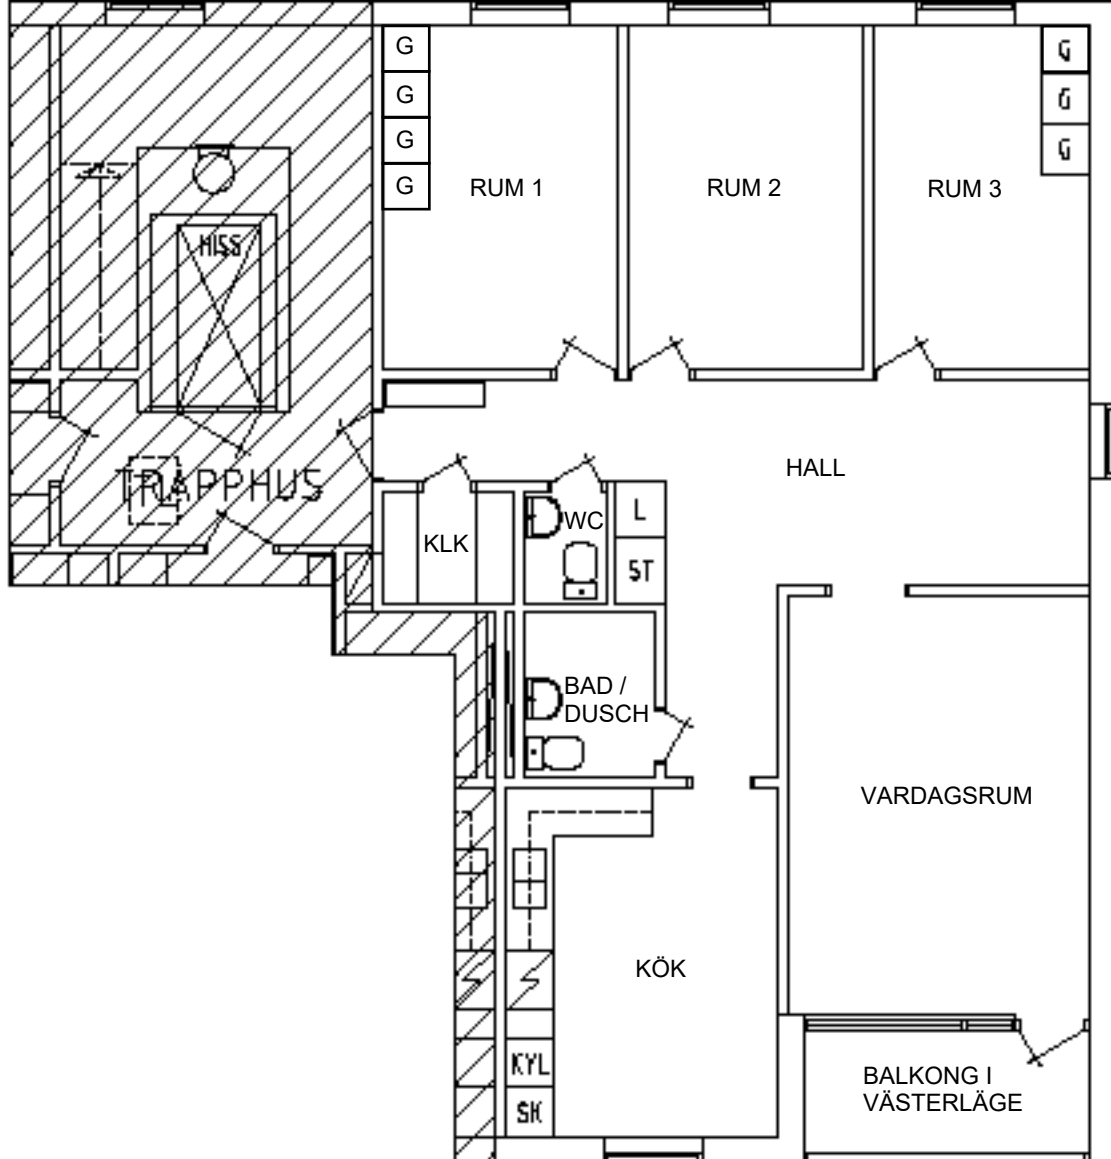 G
G
G
G
RUM 1
RUM 2
RUM 3
G
G
G
HISS
TRAPPHUS
HALL
KLK
WC
L
ST
BAD /
DUSCH
VARDAGSRUM
KÖK
KYL
SK
BALKONG I
VÄSTERLÄGE